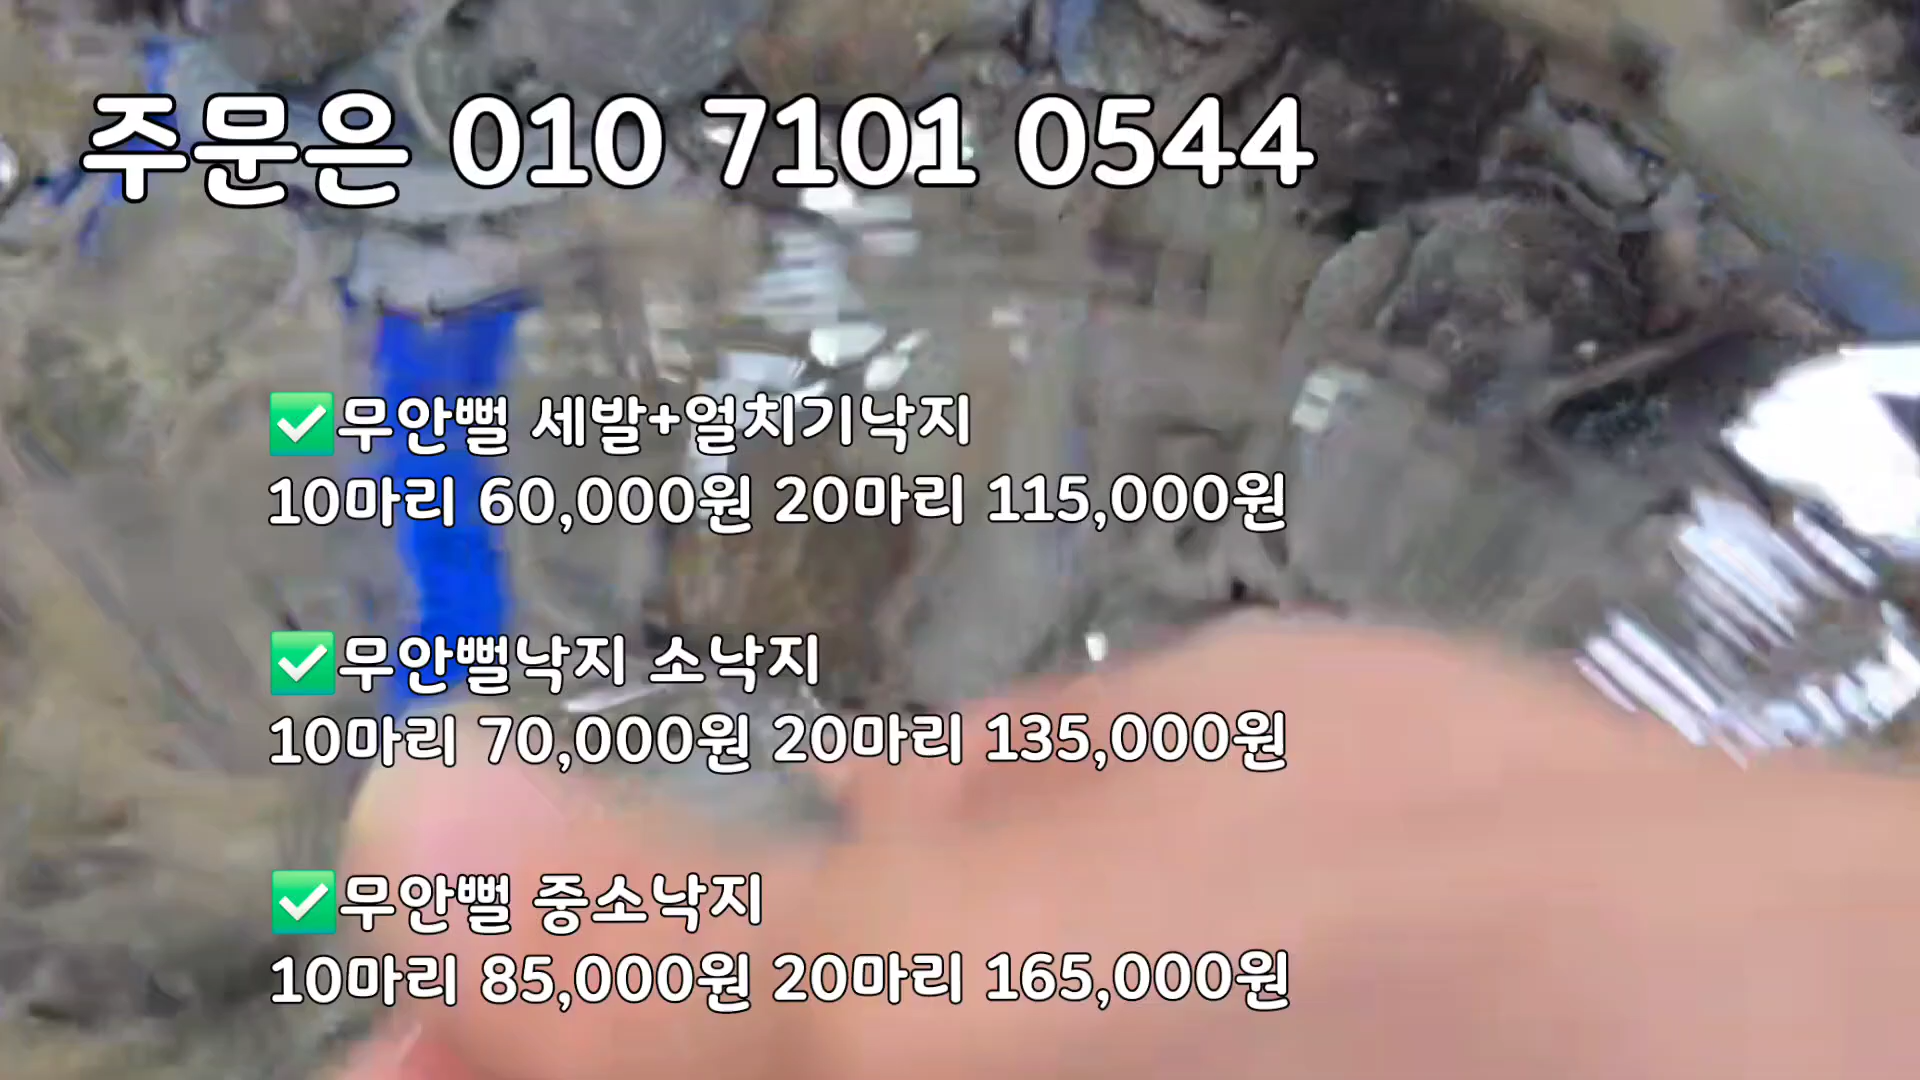 주문은 010 7101 0544
✅무안뻘 세발+얼치기낙지
10마리 60,000원 20마리 115,000원
✅무안뻘낙지 소낙지
10마리 70,000원 20마리 135,000원
✅무안뻘 중소낙지
10마리 85,000원 20마리 165,000원